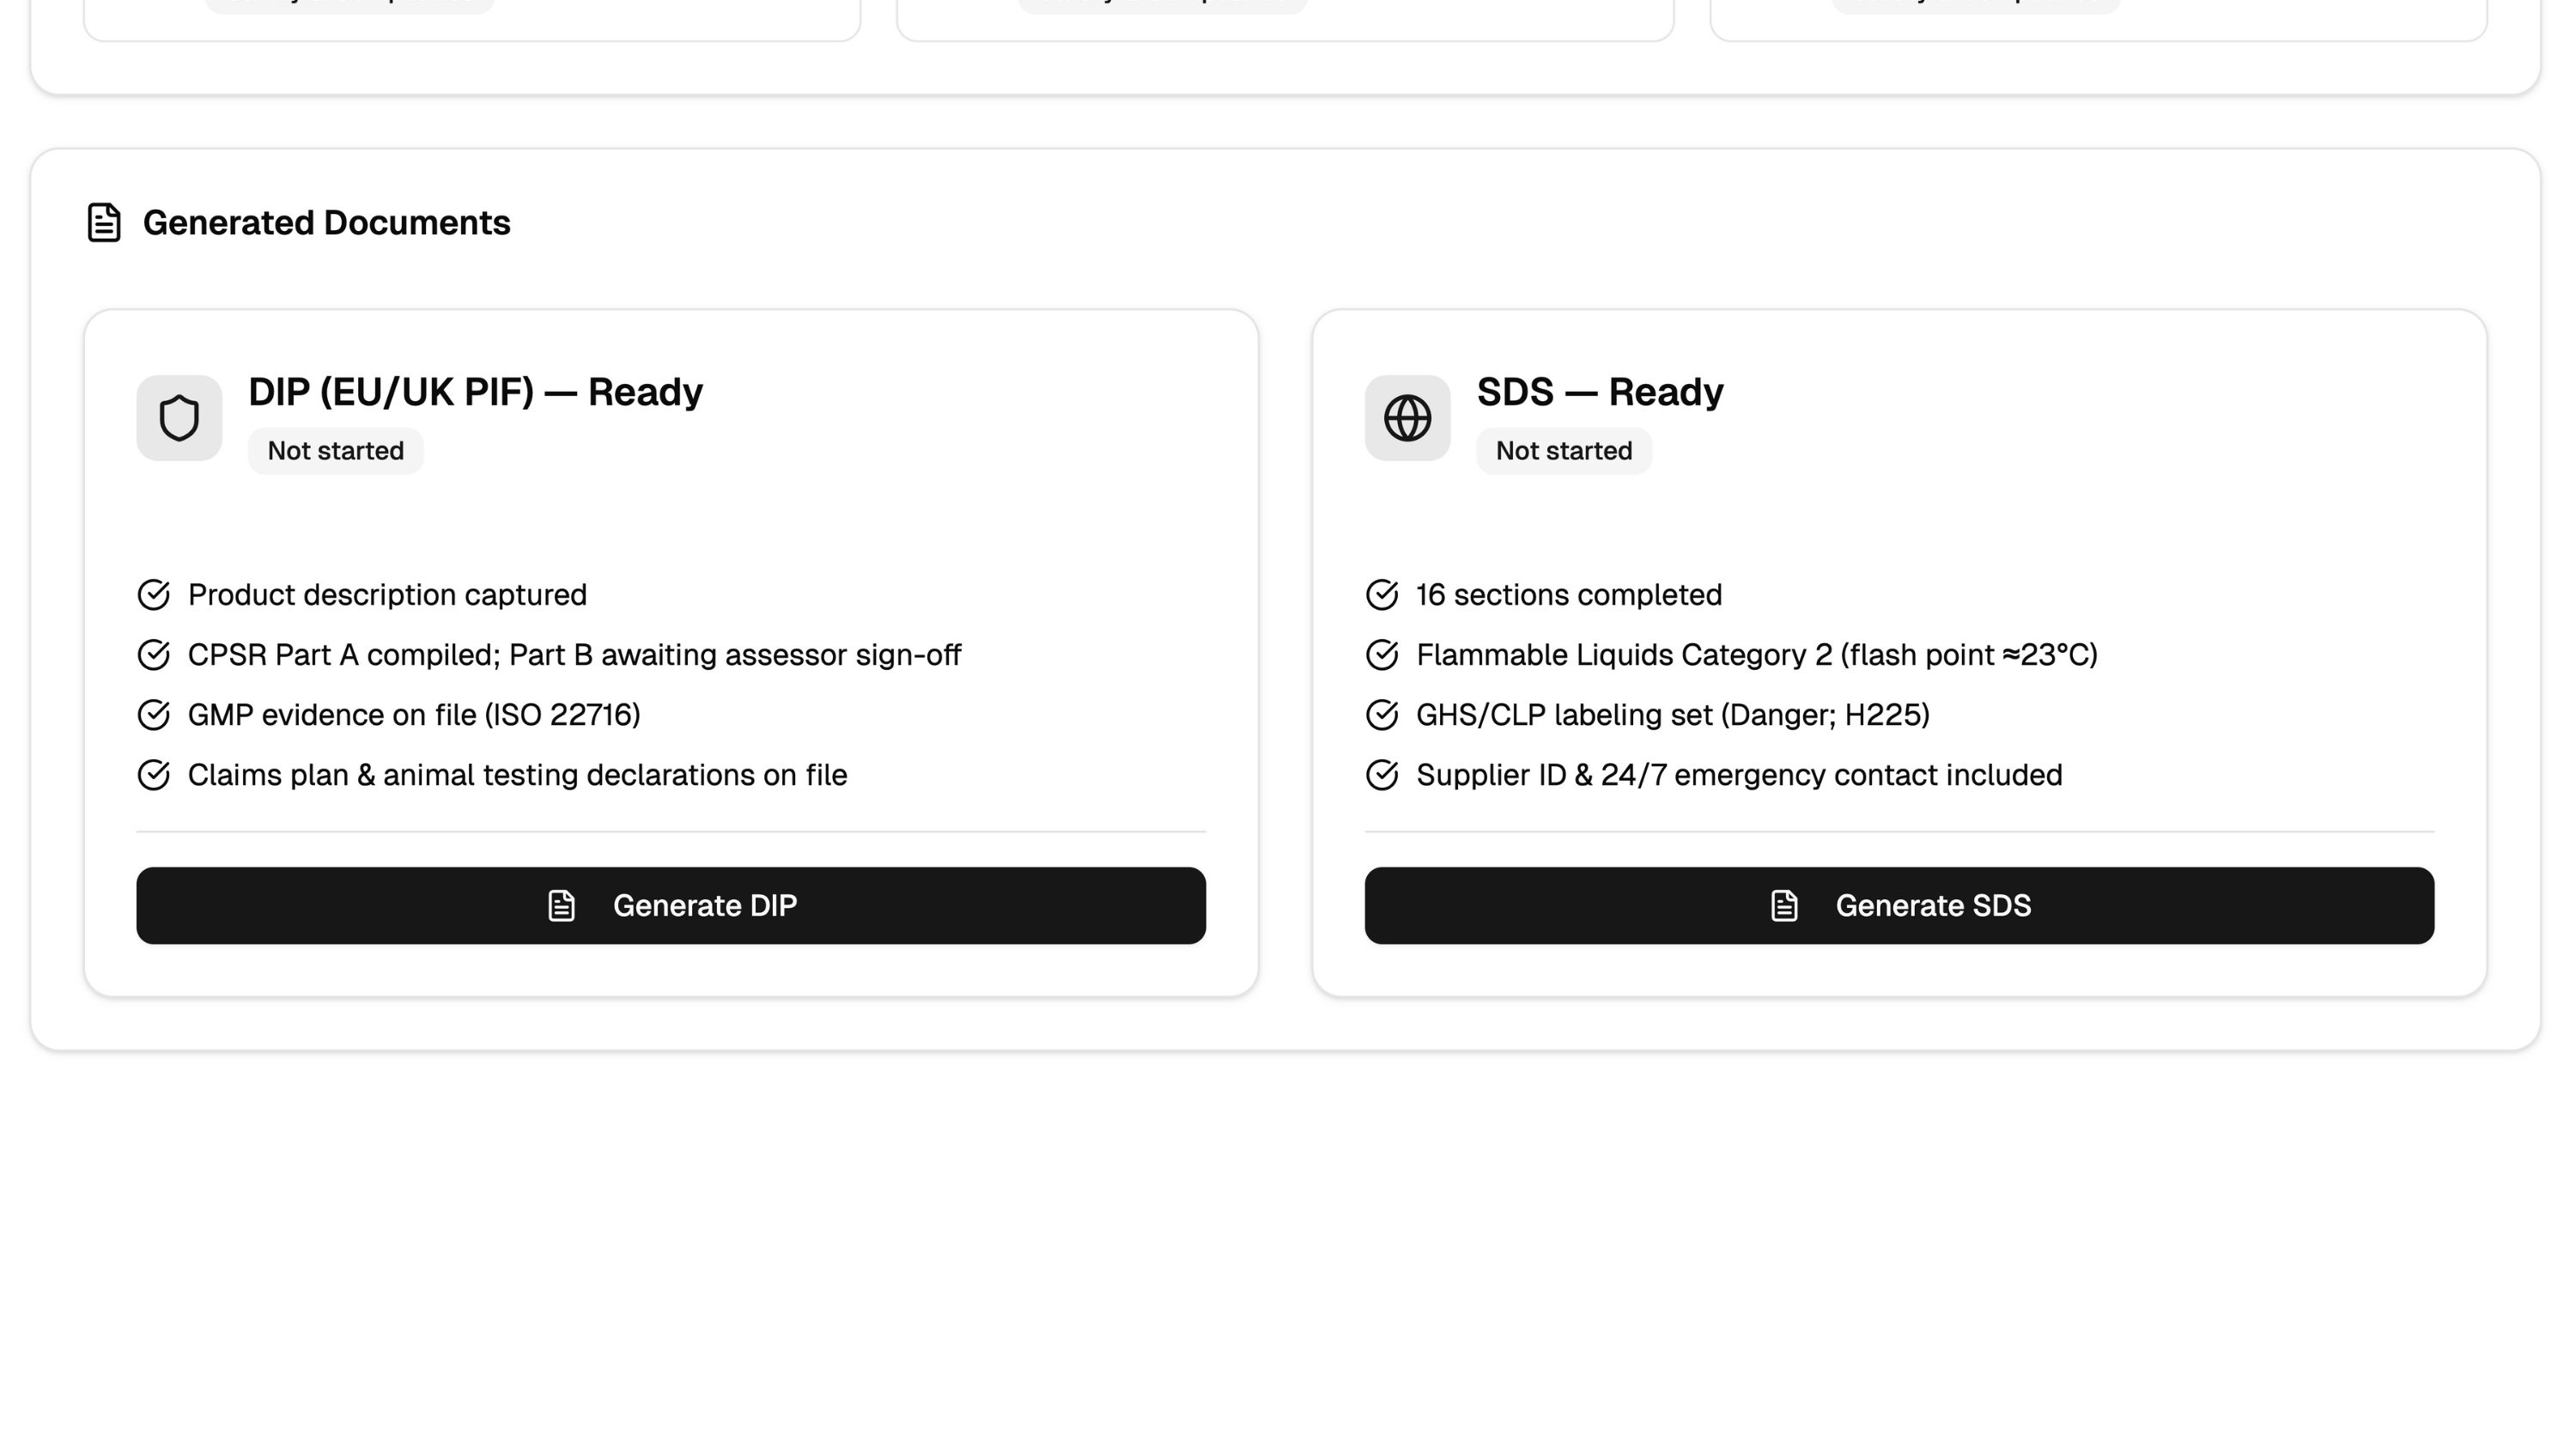 Generated Documents
DIP (EU/UK PIF) — Ready
Not started
Product description captured
CPSR Part A compiled; Part B awaiting assessor sign-off
GMP evidence on file (ISO 22716)
Claims plan & animal testing declarations on file
Generate DIP
SDS — Ready
Not started
16 sections completed
Flammable Liquids Category 2 (flash point ≈23°C)
GHS/CLP labeling set (Danger; H225)
Supplier ID & 24/7 emergency contact included
Generate SDS